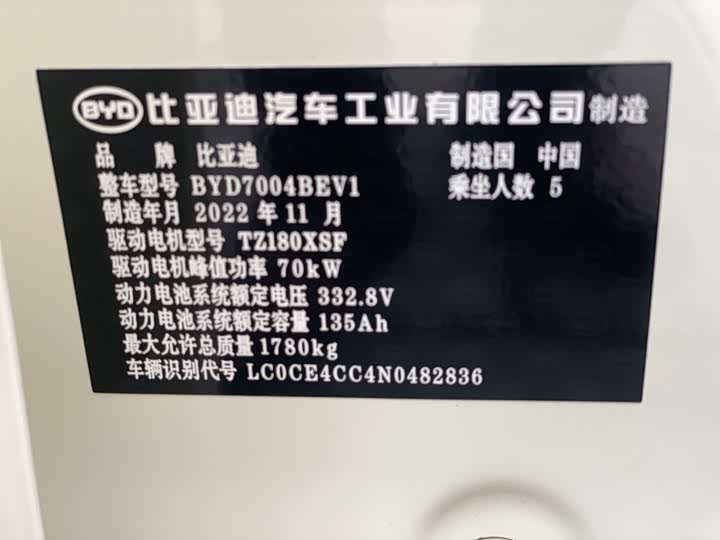 BYD 比亚迪汽车工业有限公司制造
品 牌 比亚迪 制造国 中国
整车型号 BYD7004BEV1 乘坐人数 5
制造年月 2022 年 11 月
驱动电机型号 TZ180XSF
驱动电机峰值功率 70kW
动力电池系统额定电压 332.8V
动力电池系统额定容量 135Ah
最大允许总质量 1780kg
车辆识别代号 LC0CE4CC4N0482836